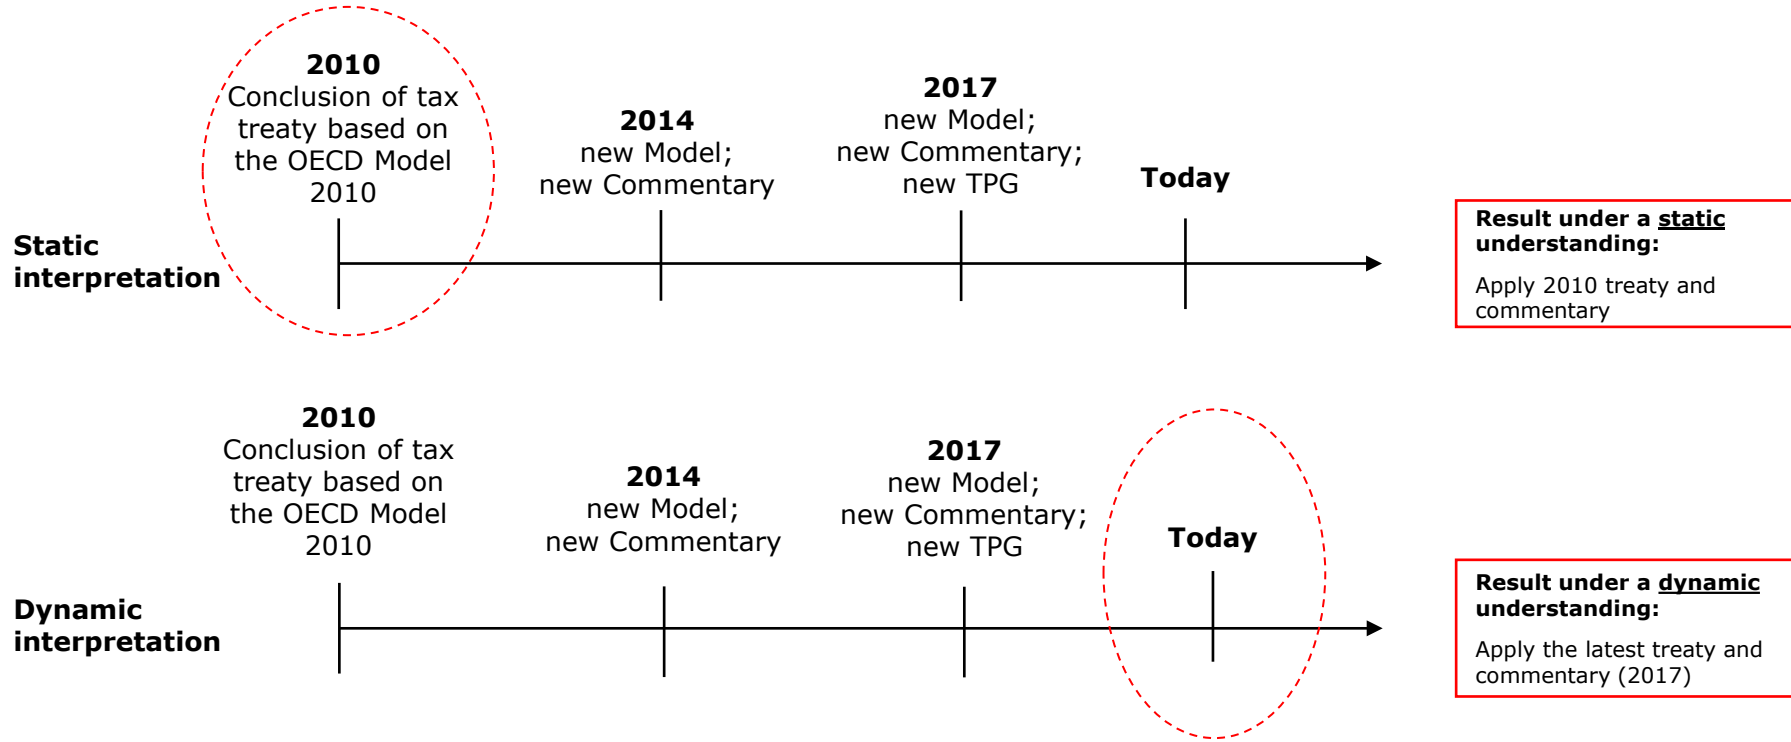 2010
Conclusion of tax
treaty based on
the OECD Model
2010
2014
new Model;
new Commentary
2017
new Model;
new Commentary;
new TPG
Today
Static
interpretation
Result under a static
understanding:
Apply 2010 treaty and
commentary
2010
Conclusion of tax
treaty based on
the OECD Model
2010
2014
new Model;
new Commentary
2017
new Model;
new Commentary;
new TPG
Today
Dynamic
interpretation
Result under a dynamic
understanding:
Apply the latest treaty and
commentary (2017)